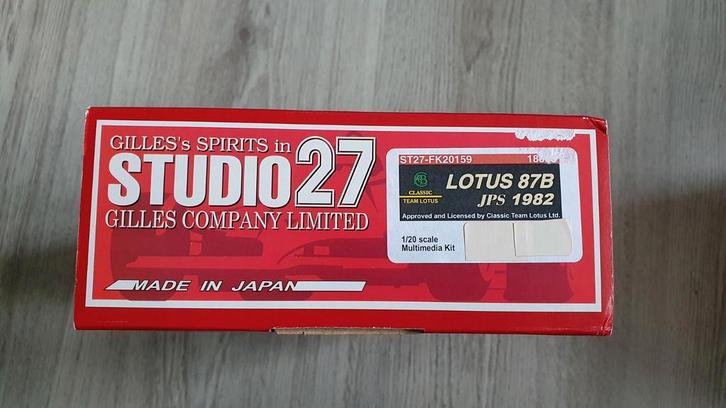 GILLES's SPIRITS in
STUDIO27
GILLES COMPANY LIMITED
MADE IN JAPAN
ST27-FK20159
CLASSIC
TEAM LOTUS
LOTUS 87B
JPS 1982
Approved and Licensed by Classic Team Lotus Ltd.
1/20 scale
Multimedia Kit